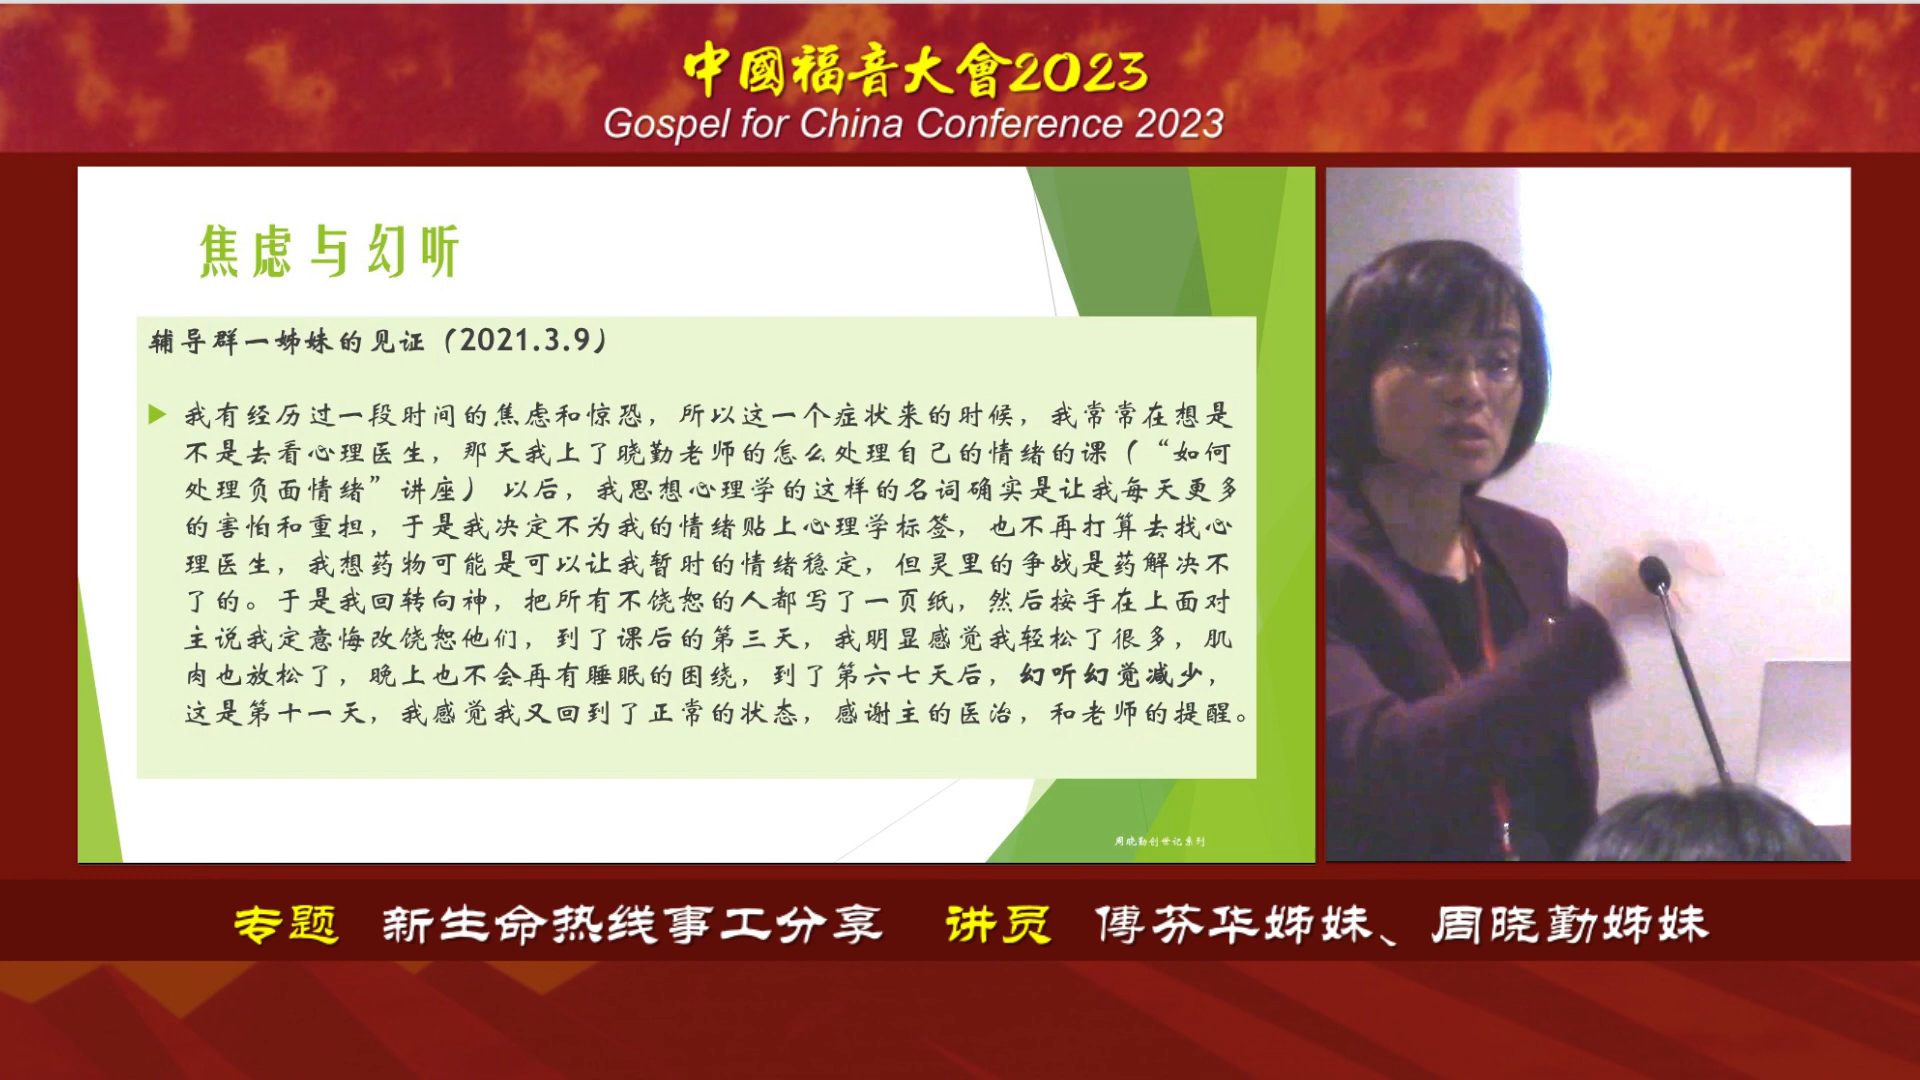 中國福音大會2023
Gospel for China Conference 2023
焦虑与幻听
辅导群一姊妹的见证（2021.3.9）
我有经历过一段时间的焦虑和惊恐，所以这一个症状来的时候，我常常在想是
不是去看心理医生，那天我上了晓勤老师的怎么处理自己的情绪的课（“如何
处理负面情绪”讲座） 以后，我思想心理学的这样的名词确实是让我每天更多
的害怕和重担，于是我决定不为我的情绪贴上心理学标签，也不再打算去找心
理医生，我想药物可能是可以让我暂时的情绪稳定，但灵里的争战是药解决不
了的。于是我回转向神，把所有不饶恕的人都写了一页纸，然后按手在上面对
主说我定意悔改饶恕他们，到了课后的第三天，我明显感觉我轻松了很多，肌
肉也放松了，晚上也不会再有睡眠的困绕，到了第六七天后，幻听幻觉减少，
这是第十一天，我感觉我又回到了正常的状态，感谢主的医治，和老师的提醒。
周晓勤创世记系列
专题 新生命热线事工分享 讲员 傅芬华姊妹、周晓勤姊妹